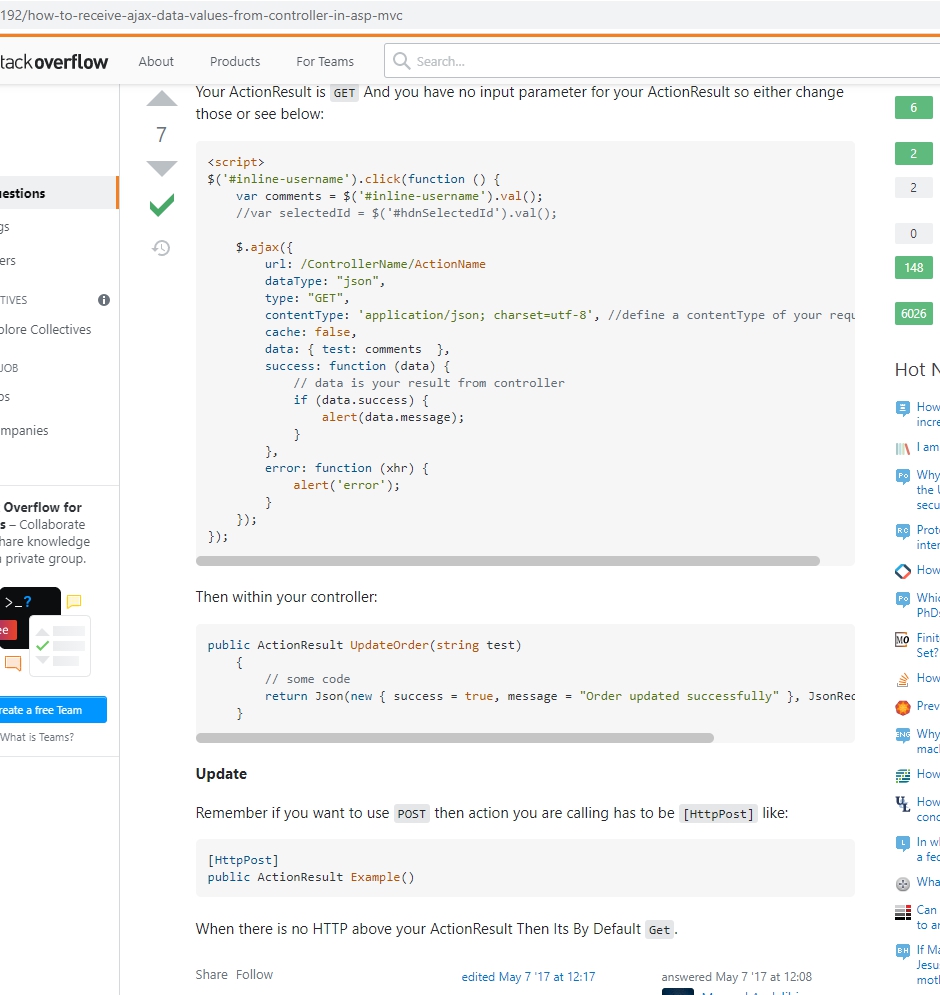 192/how-to-receive-ajax-data-values-from-controller-in-asp-mvc
tackoverflow
About
Products
For Teams
Search...
Your ActionResult is GET And you have no input parameter for your ActionResult so either change
those or see below:
7
<script>
$('#inline-username').click(function () {
    var comments = $('#inline-username').val();
    //var selectedId = $('#hdnSelectedId').val();
    $.ajax({
        url: /ControllerName/ActionName
        dataType: "json",
        type: "GET",
        contentType: 'application/json; charset=utf-8', //define a contentType of your requ
        cache: false,
        data: { test: comments  },
        success: function (data) {
            // data is your result from controller
            if (data.success) {
                alert(data.message);
            }
        },
        error: function (xhr) {
            alert('error');
        }
    });
});
Then within your controller:
public ActionResult UpdateOrder(string test)
    {
        // some code
        return Json(new { success = true, message = "Order updated successfully" }, JsonReq
    }
Update
Remember if you want to use POST then action you are calling has to be [HttpPost] like:
[HttpPost]
public ActionResult Example()
When there is no HTTP above your ActionResult Then Its By Default Get.
Share Follow
edited May 7 '17 at 12:17
answered May 7 '17 at 12:08
estions
gs
ers
TIVES
plore Collectives
JOB
os
mpanies
Overflow for
s – Collaborate
hare knowledge
private group.
>_?
ee
reate a free Team
What is Teams?
6
2
2
0
148
6026
Hot N
How
incre
I am
Why
the U
secu
Prot
inter
How
Whic
PhDs
Finit
Set?
How
Prev
Why
mach
How
How
conc
In wh
a fed
Wha
Can
to an
If Ma
Jesu
moth